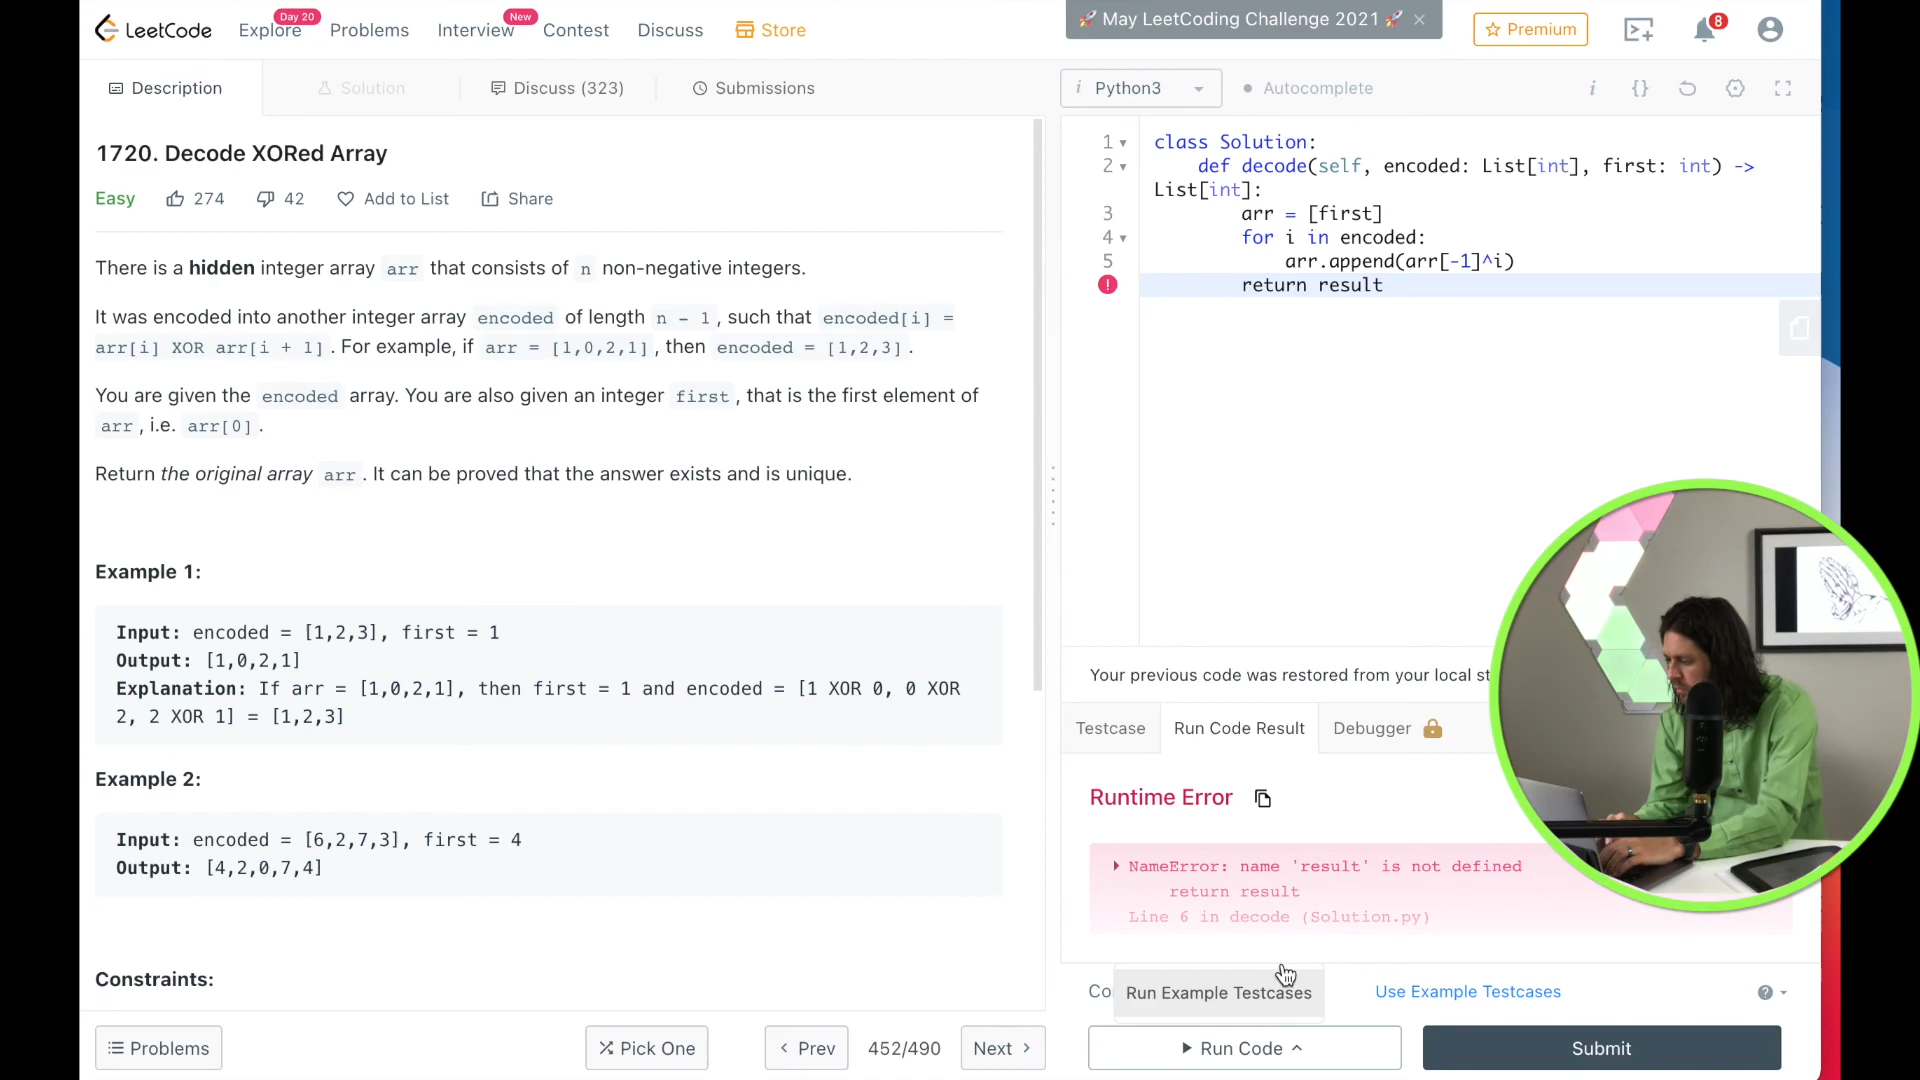 LeetCode
Explore
Day 20
Problems
Interview
New
Contest
Discuss
Store
🚀 May LeetCoding Challenge 2021 🚀 ×
Premium
8
Description
Solution
Discuss (323)
Submissions
i Python3
Autocomplete
i {}
1720. Decode XORed Array
Easy 274 42 Add to List Share
There is a hidden integer array arr that consists of n non-negative integers.
It was encoded into another integer array encoded of length n - 1, such that encoded[i] =
arr[i] XOR arr[i + 1]. For example, if arr = [1,0,2,1], then encoded = [1,2,3].
You are given the encoded array. You are also given an integer first, that is the first element of
arr, i.e. arr[0].
Return the original array arr. It can be proved that the answer exists and is unique.
Example 1:
Input: encoded = [1,2,3], first = 1
Output: [1,0,2,1]
Explanation: If arr = [1,0,2,1], then first = 1 and encoded = [1 XOR 0, 0 XOR
2, 2 XOR 1] = [1,2,3]
Example 2:
Input: encoded = [6,2,7,3], first = 4
Output: [4,2,0,7,4]
Constraints:
Problems
Pick One
Prev
452/490
Next
1 class Solution:
2 def decode(self, encoded: List[int], first: int) ->
List[int]:
3 arr = [first]
4 for i in encoded:
5 arr.append(arr[-1]^i)
! return result
Your previous code was restored from your local st
Testcase
Run Code Result
Debugger
Runtime Error
NameError: name 'result' is not defined
return result
Line 6 in decode (Solution.py)
Co
Run Example Testcases
Use Example Testcases
?
Run Code
Submit